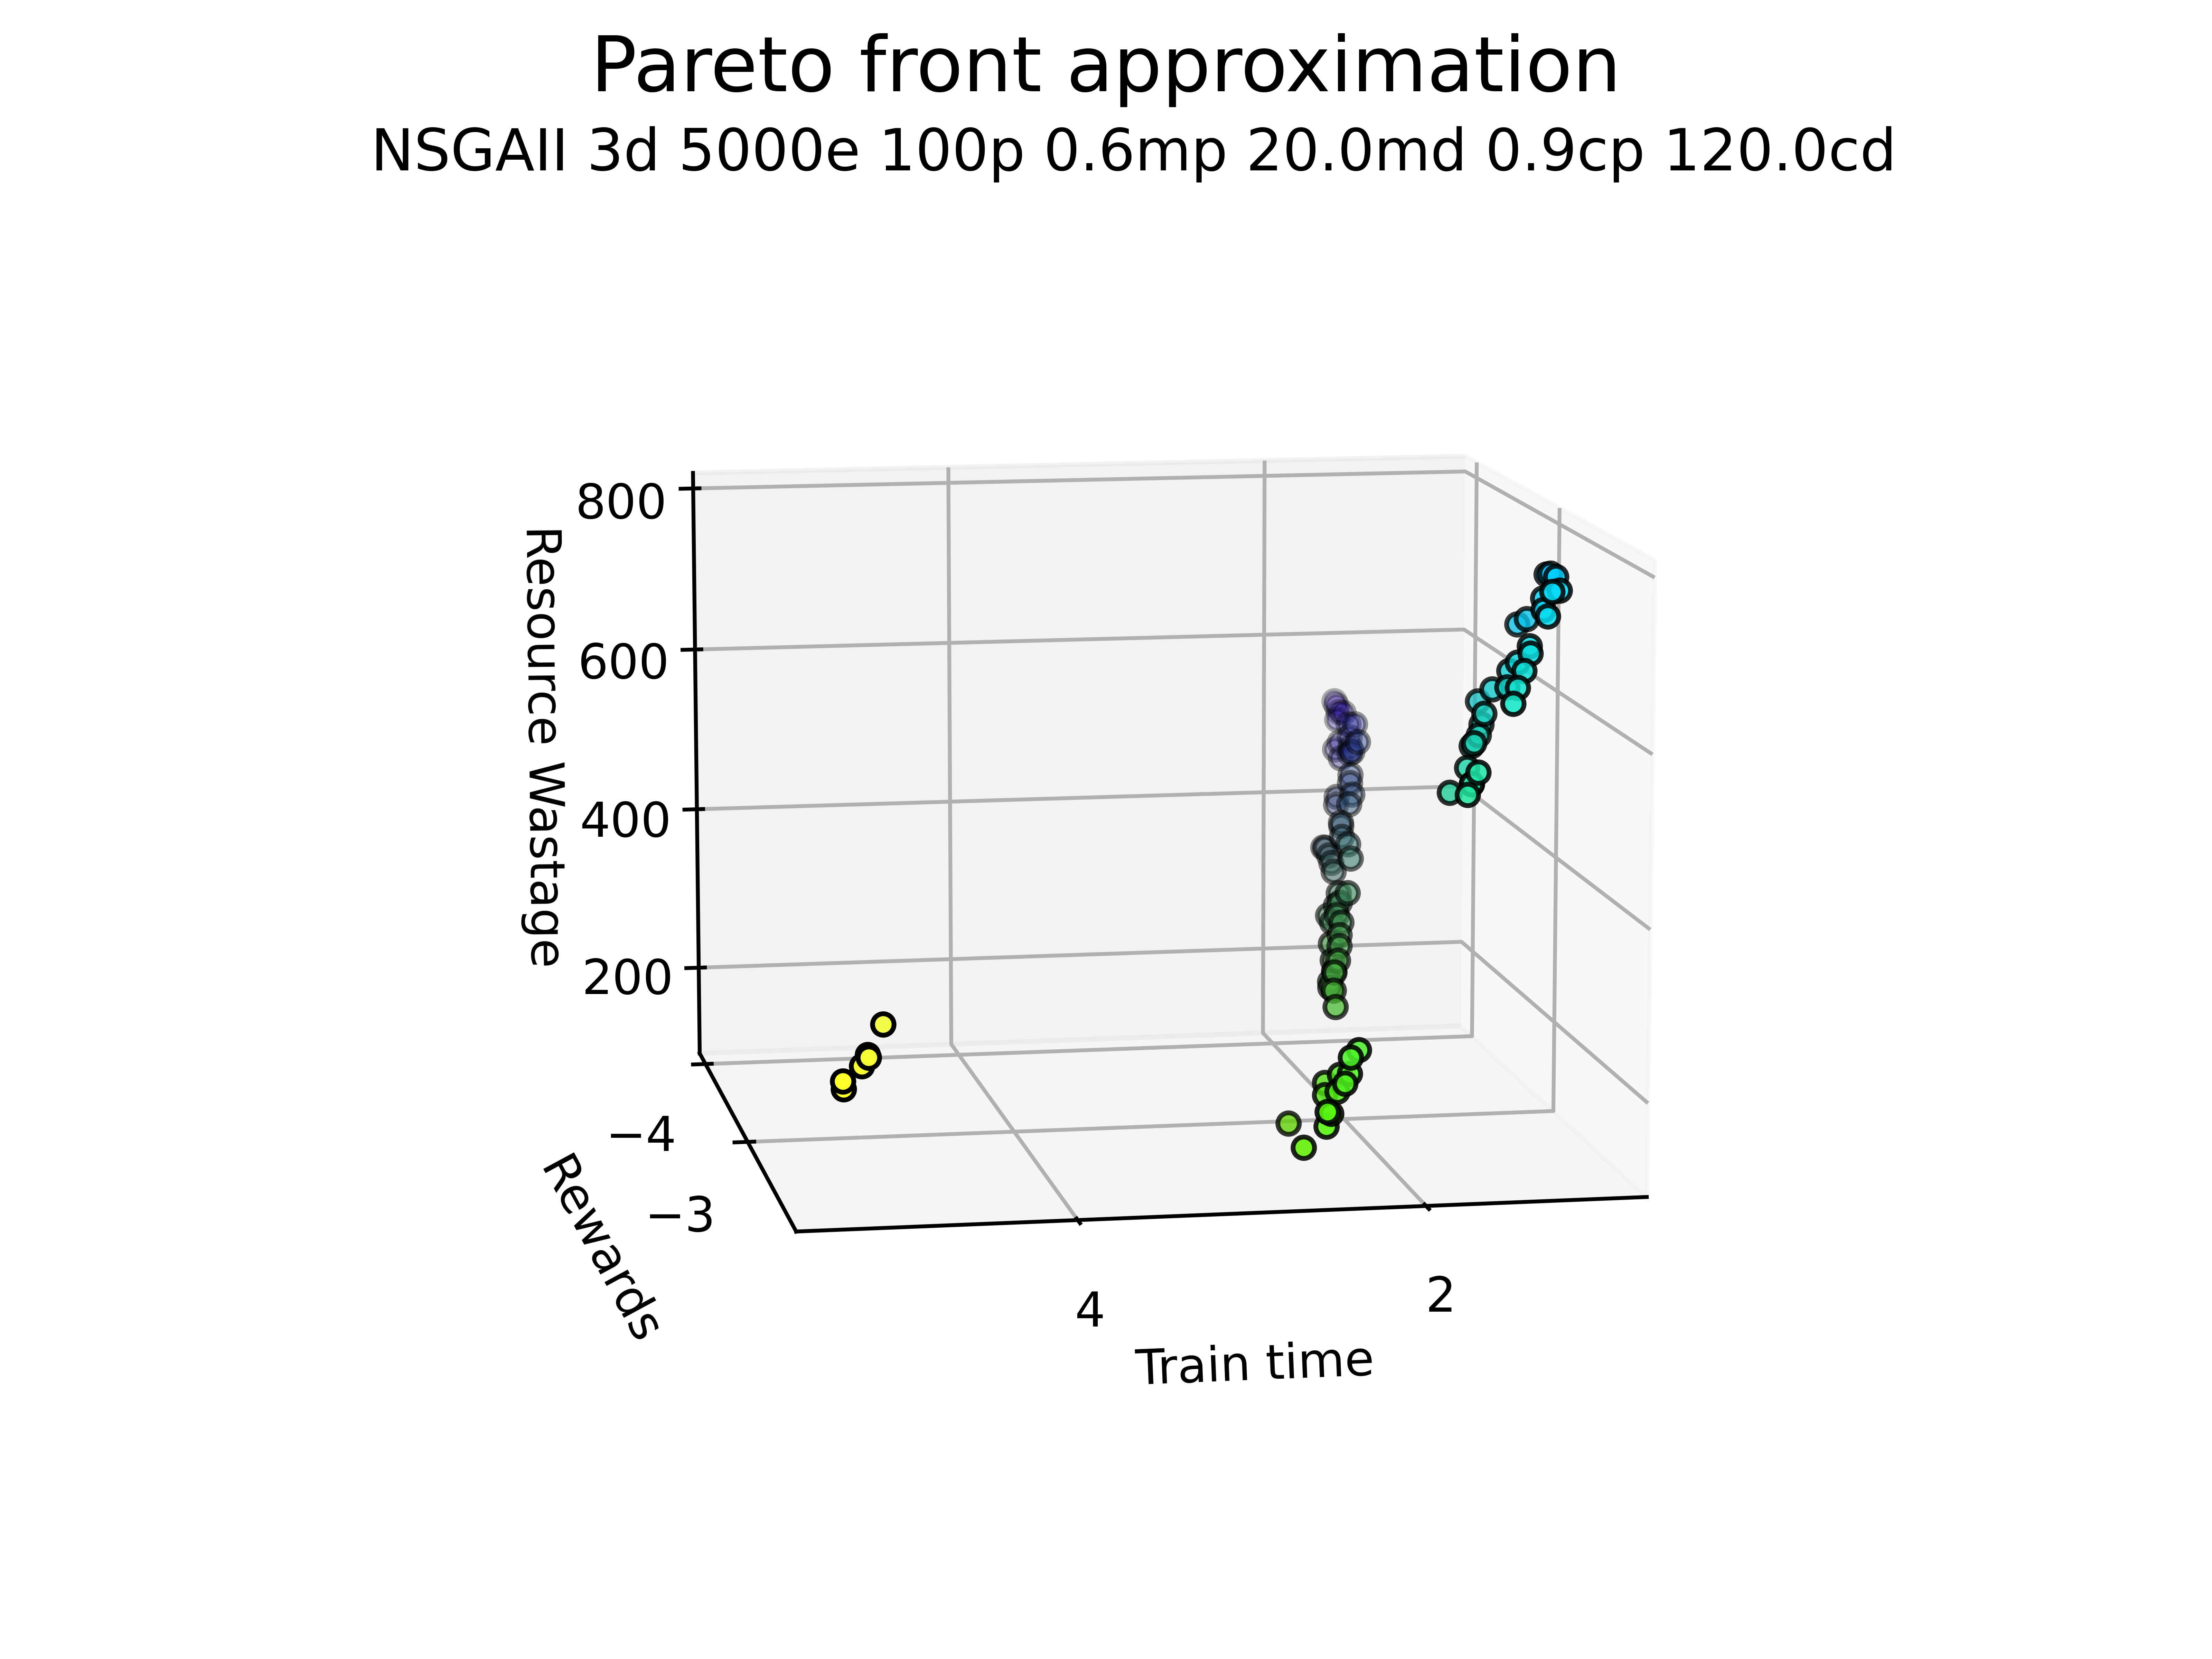 Pareto front approximation
NSGAII 3d 5000e 100p 0.6mp 20.0md 0.9cp 120.0cd
800
600
400
200
Ressource Wastage
−4
−3
Rewards
4
2
Train time